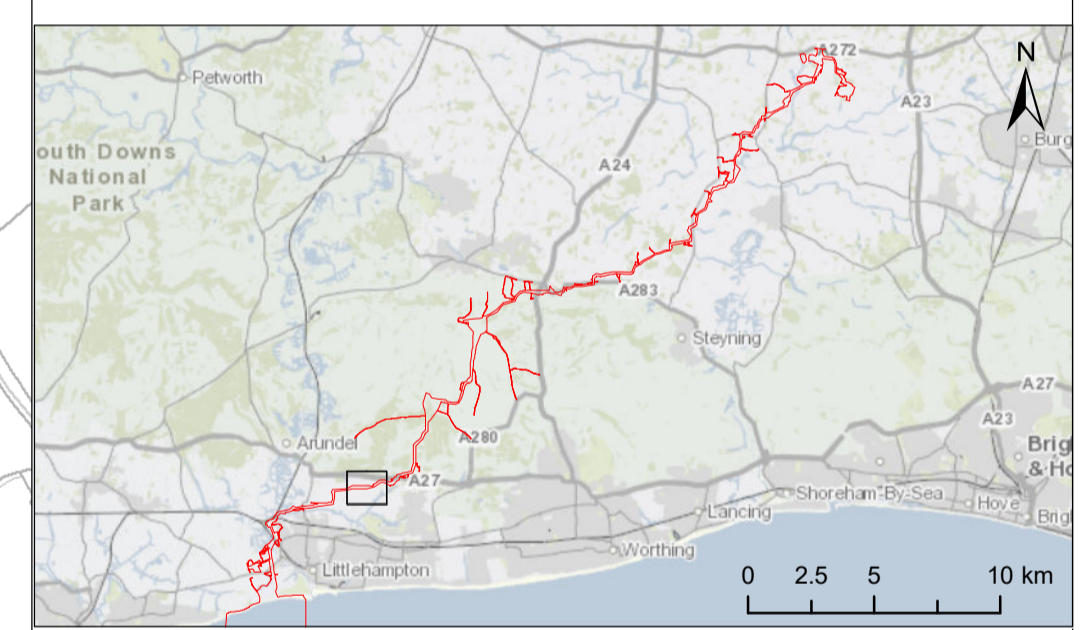 A272
N
Petworth
A23
Burg
outh Downs
National
Park
A24
A283
Steyning
A27
A23
Arundel
A280
Brig
& Ho
A27
Shoreham-By-Sea
Hove
Brig
Lancing
Worthing
Littlehampton
0 2.5 5 10 km